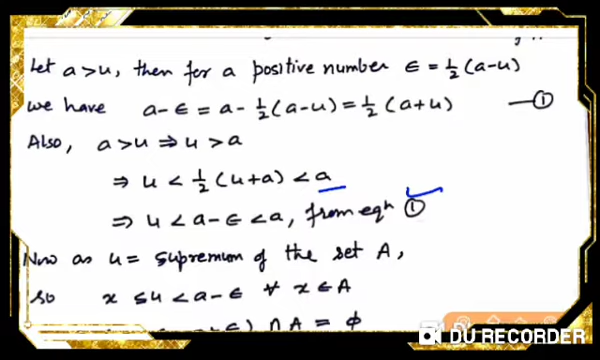 Let a>u, then for a positive number ϵ = ½(a-u)
we have a-ϵ = a-½(a-u) = ½(a+u) —①
Also, a>u ⇒ u>a
⇒ u < ½(u+a) < a
⇒ u < a-ϵ < a, from eqn ①
Now as u = supremum of the set A,
so x ≤ u < a-ϵ ∀ x ∈ A
ϵ) ∩ A = ϕ
DU RECORDER